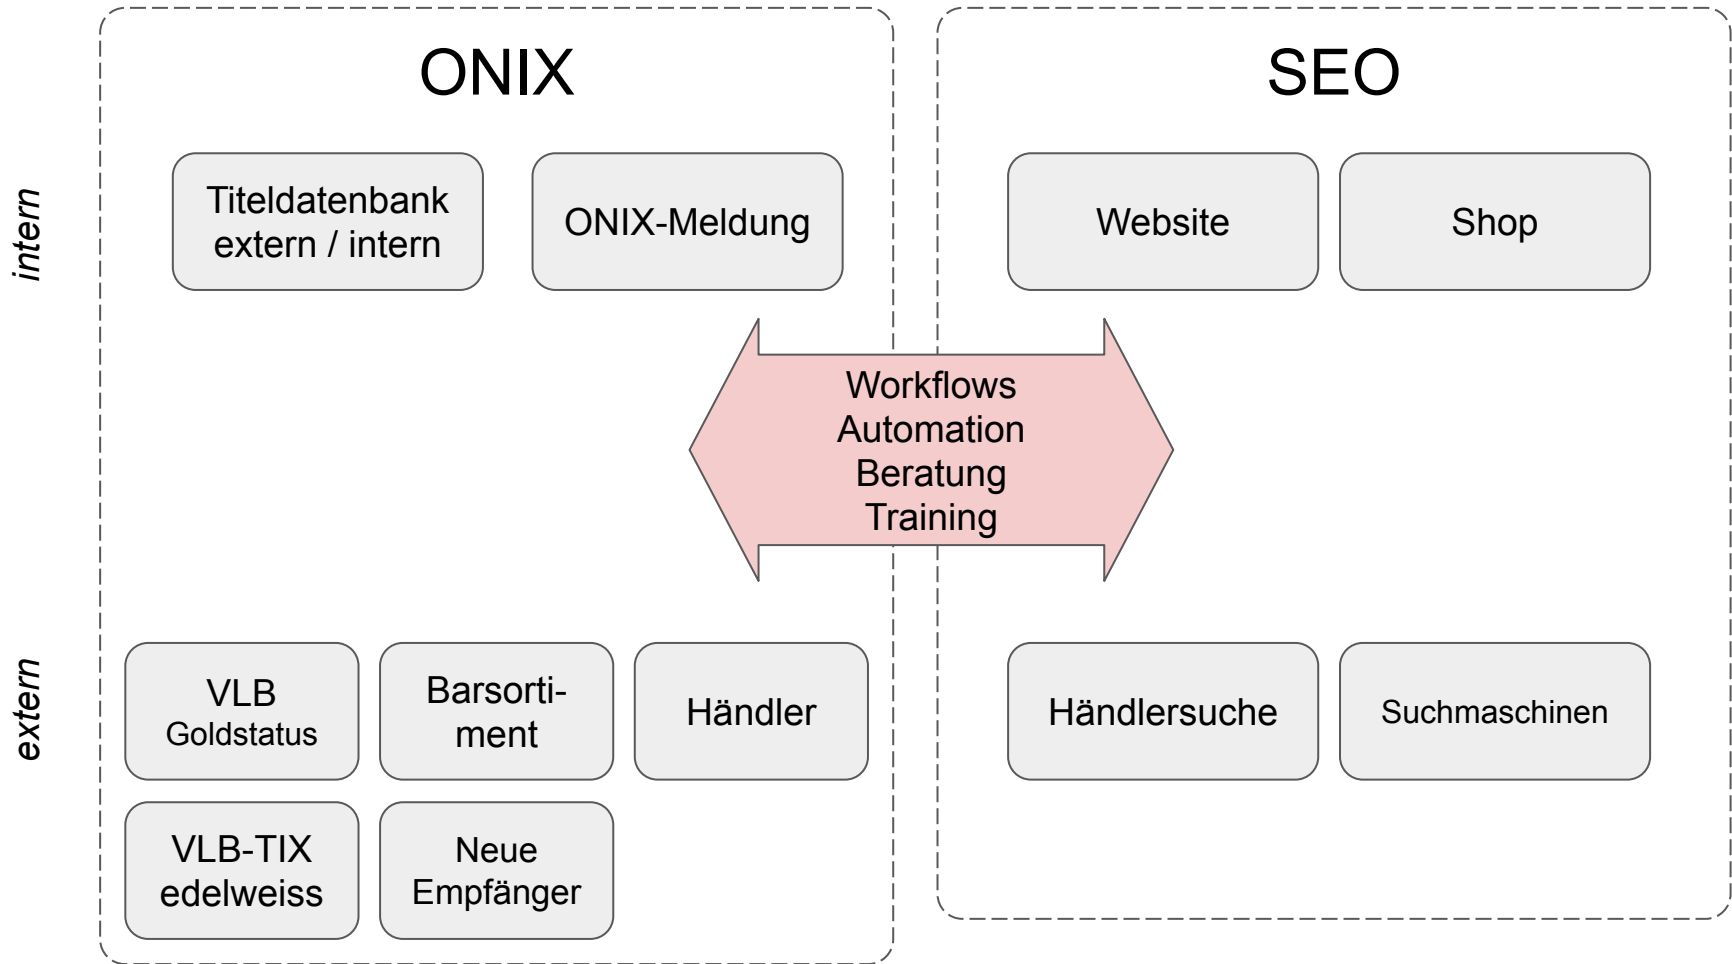 ONIX
SEO
intern
Titeldatenbank
extern / intern
ONIX-Meldung
Website
Shop
Workflows
Automation
Beratung
Training
extern
VLB
Goldstatus
Barsorti-
ment
Händler
Händlersuche
Suchmaschinen
VLB-TIX
edelweiss
Neue
Empfänger